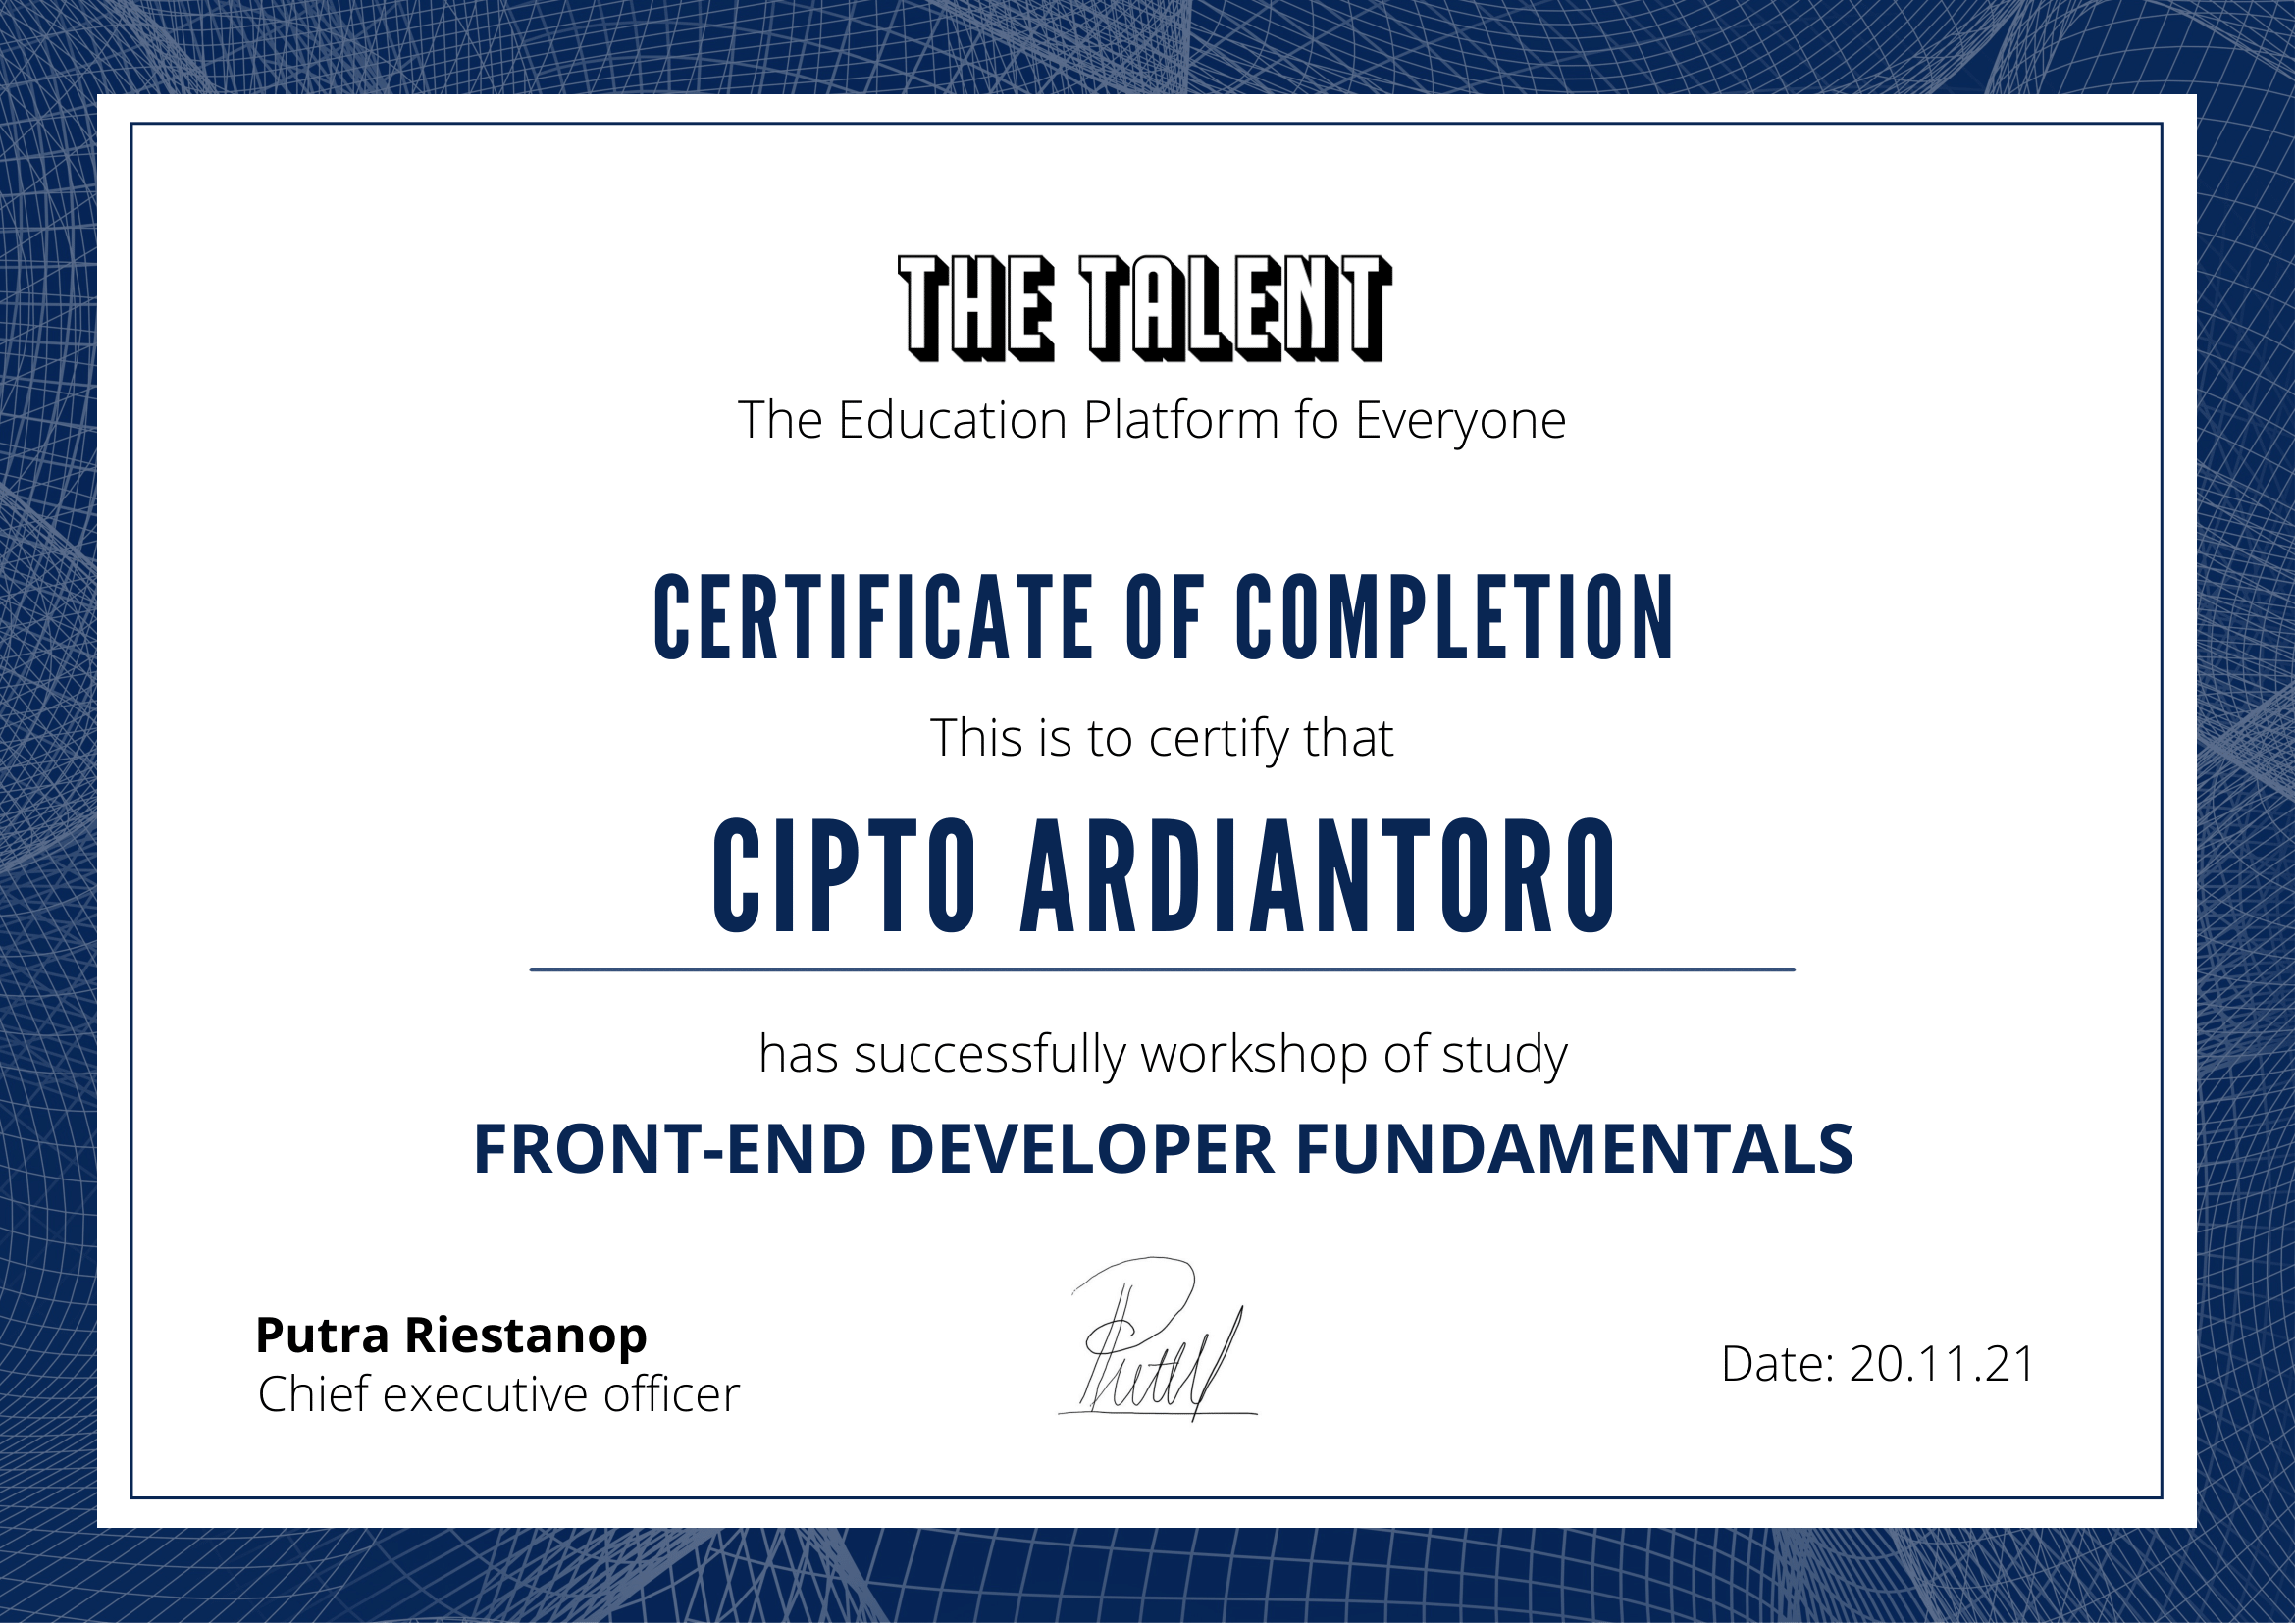 THE TALENT
The Education Platform fo Everyone
CERTIFICATE OF COMPLETION
This is to certify that
CIPTO ARDIANTORO
has successfully workshop of study
FRONT-END DEVELOPER FUNDAMENTALS
Putra Riestanop
Chief executive officer
Date: 20.11.21